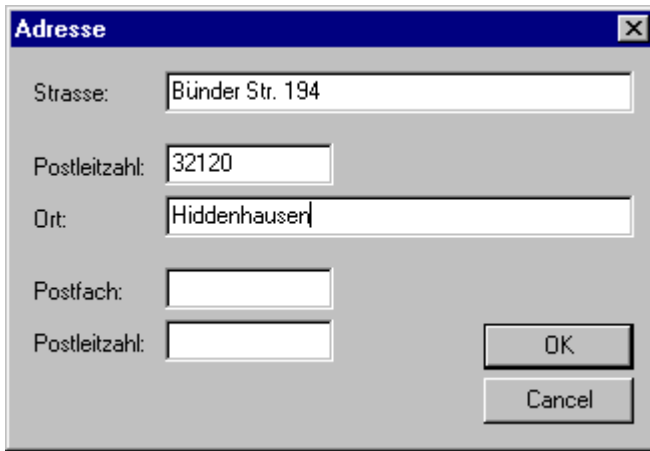 Adresse
Strasse: Bünder Str. 194
Postleitzahl: 32120
Ort: Hiddenhausen
Postfach:
Postleitzahl:
OK
Cancel